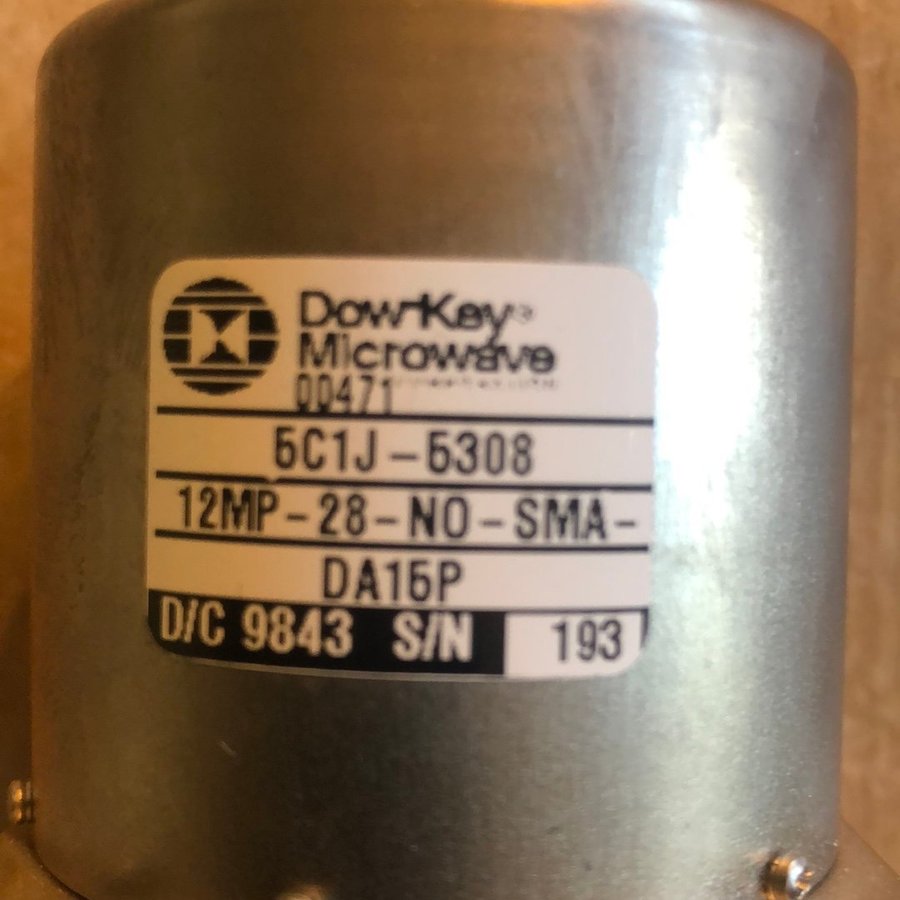 Dow-Key®
Microwave
00471
5C1J-5308
12MP-28-NO-SMA-
DA15P
D/C 9843 S/N 193